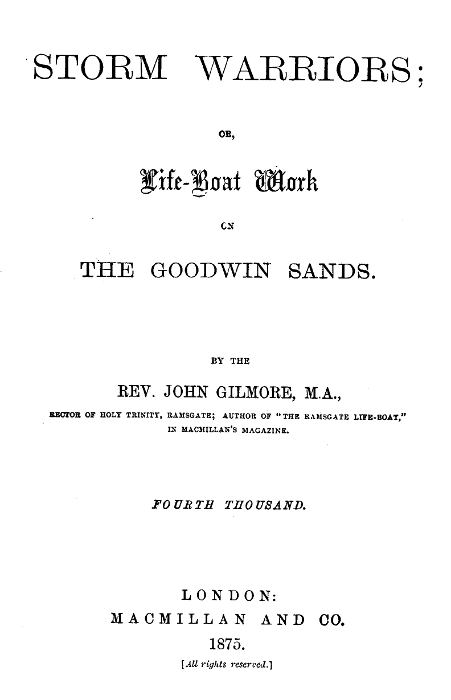 STORM WARRIORS;
OR,
Life-Boat Work
ON
THE GOODWIN SANDS.
BY THE
REV. JOHN GILMORE, M.A.,
RECTOR OF HOLY TRINITY, RAMSGATE; AUTHOR OF "THE RAMSGATE LIFE-BOAT,"
IN MACMILLAN'S MAGAZINE.
FOURTH THOUSAND.
LONDON:
MACMILLAN AND CO.
1875.
[All rights reserved.]